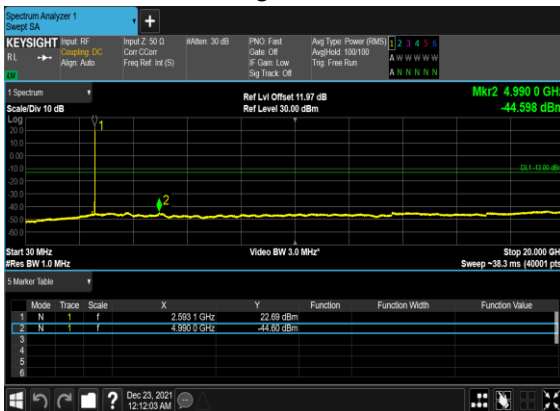 Spectrum Analyzer 1
Swept SA
KEYSIGHT Input: RF Input Z: 50 Ω #Atten: 30 dB PNO: Fast Avg Type: Power (RMS) 1 2 3 4 5 6
RL Coupling: DC Corr CCorr Gate: Off Avg|Hold: 100/100 A W W W W W
Align: Auto Freq Ref: Int (S) IF Gain: Low Trig: Free Run
Sig Track: Off A N N N N N
LV
1 Spectrum Ref Lvl Offset 11.97 dB Mkr2 4.990 0 GHz
Scale/Div 10 dB Ref Level 30.00 dBm -44.598 dBm
Log
20.0
10.0
0.00
-10.0
-20.0
-30.0
-40.0
-50.0
-60.0
1
DL1 -13.00 dBm
2
Start 30 MHz Video BW 3.0 MHz* Stop 20.000 GHz
#Res BW 1.0 MHz Sweep ~38.3 ms (40001 pts)
5 Marker Table
Mode Trace Scale X Y Function Function Width Function Value
1 N 1 f 2.593 1 GHz 22.69 dBm
2 N 1 f 4.990 0 GHz -44.60 dBm
3
4
5
6
? Dec 23, 2021
12:12:03 AM